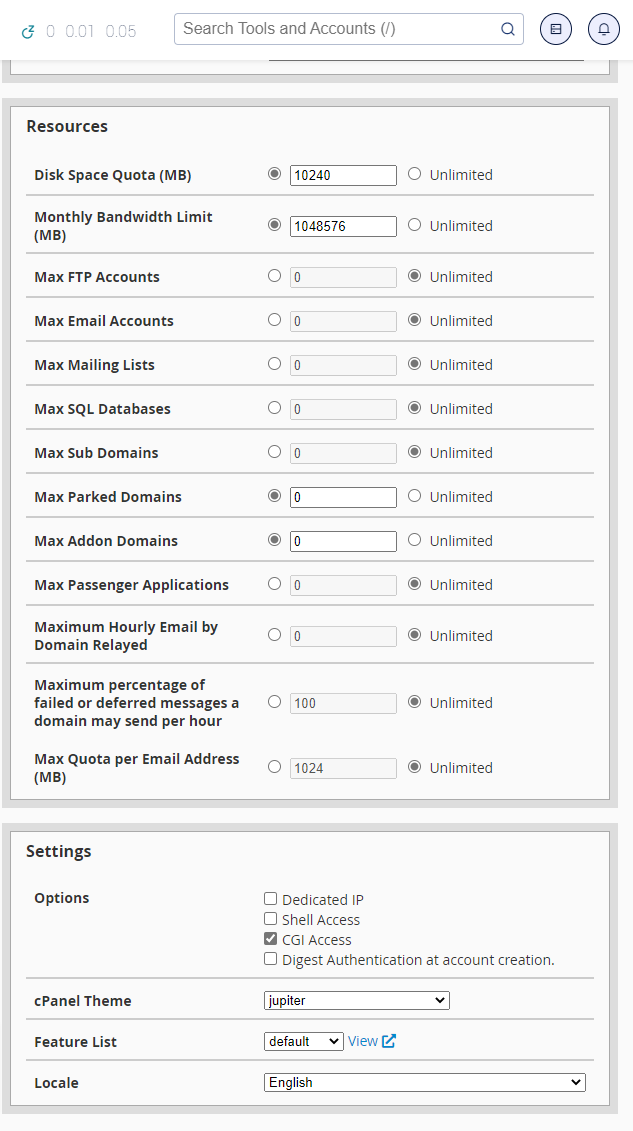 0 0.01 0.05
Search Tools and Accounts (/)
Resources
Disk Space Quota (MB)
10240
Unlimited
Monthly Bandwidth Limit
(MB)
1048576
Unlimited
Max FTP Accounts
0
Unlimited
Max Email Accounts
0
Unlimited
Max Mailing Lists
0
Unlimited
Max SQL Databases
0
Unlimited
Max Sub Domains
0
Unlimited
Max Parked Domains
0
Unlimited
Max Addon Domains
0
Unlimited
Max Passenger Applications
0
Unlimited
Maximum Hourly Email by
Domain Relayed
0
Unlimited
Maximum percentage of
failed or deferred messages a
domain may send per hour
100
Unlimited
Max Quota per Email Address
(MB)
1024
Unlimited
Settings
Options
Dedicated IP
Shell Access
CGI Access
Digest Authentication at account creation.
cPanel Theme
jupiter
Feature List
default
View
Locale
English